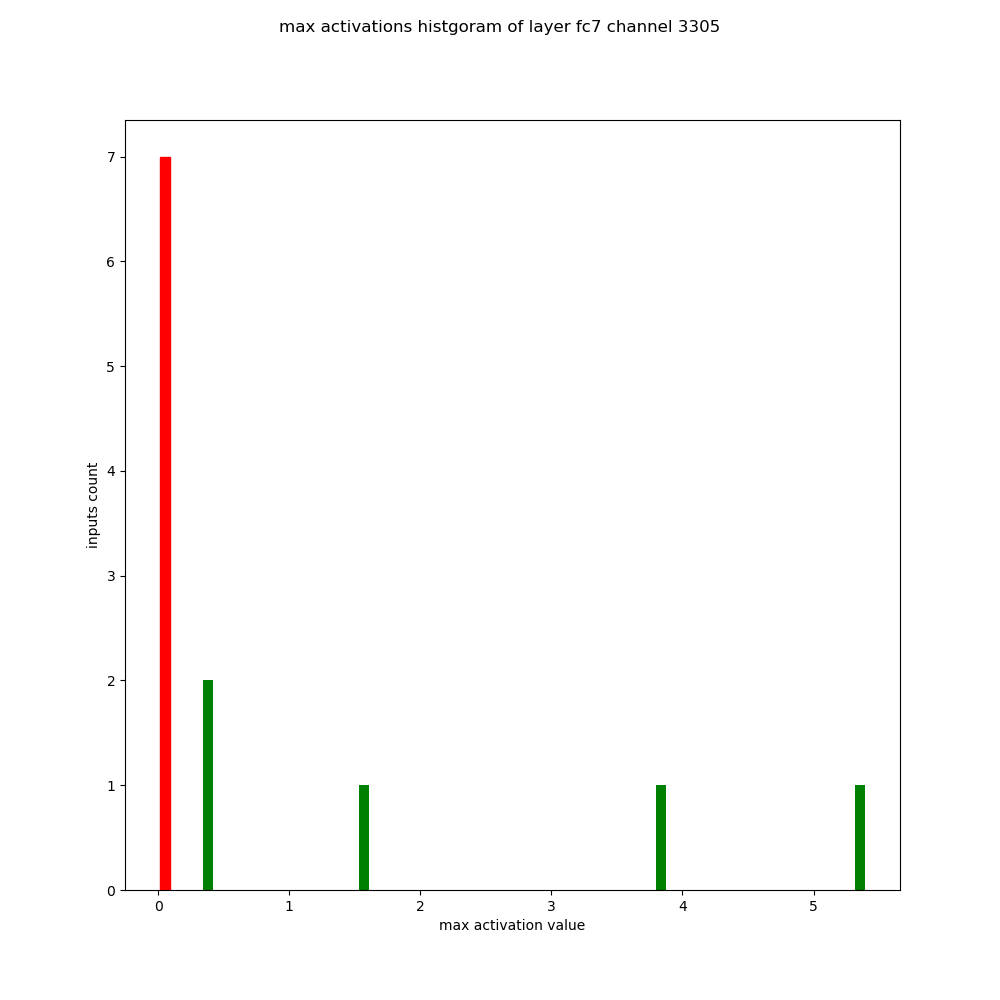 max activations histgoram of layer fc7 channel 3305
7
6
5
4
3
2
1
0
inputs count
0 1 2 3 4 5
max activation value